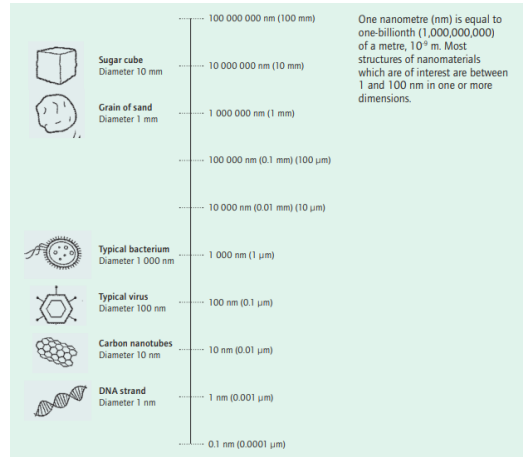 100 000 000 nm (100 mm)
One nanometre (nm) is equal to
one-billionth (1,000,000,000)
of a metre, 10⁻⁹ m. Most
structures of nanomaterials
which are of interest are between
1 and 100 nm in one or more
dimensions.
Sugar cube
Diameter 10 mm
10 000 000 nm (10 mm)
Grain of sand
Diameter 1 mm
1 000 000 nm (1 mm)
100 000 nm (0.1 mm) (100 μm)
10 000 nm (0.01 mm) (10 μm)
Typical bacterium
Diameter 1 000 nm
1 000 nm (1 μm)
Typical virus
Diameter 100 nm
100 nm (0.1 μm)
Carbon nanotubes
Diameter 10 nm
10 nm (0.01 μm)
DNA strand
Diameter 1 nm
1 nm (0.001 μm)
0.1 nm (0.0001 μm)